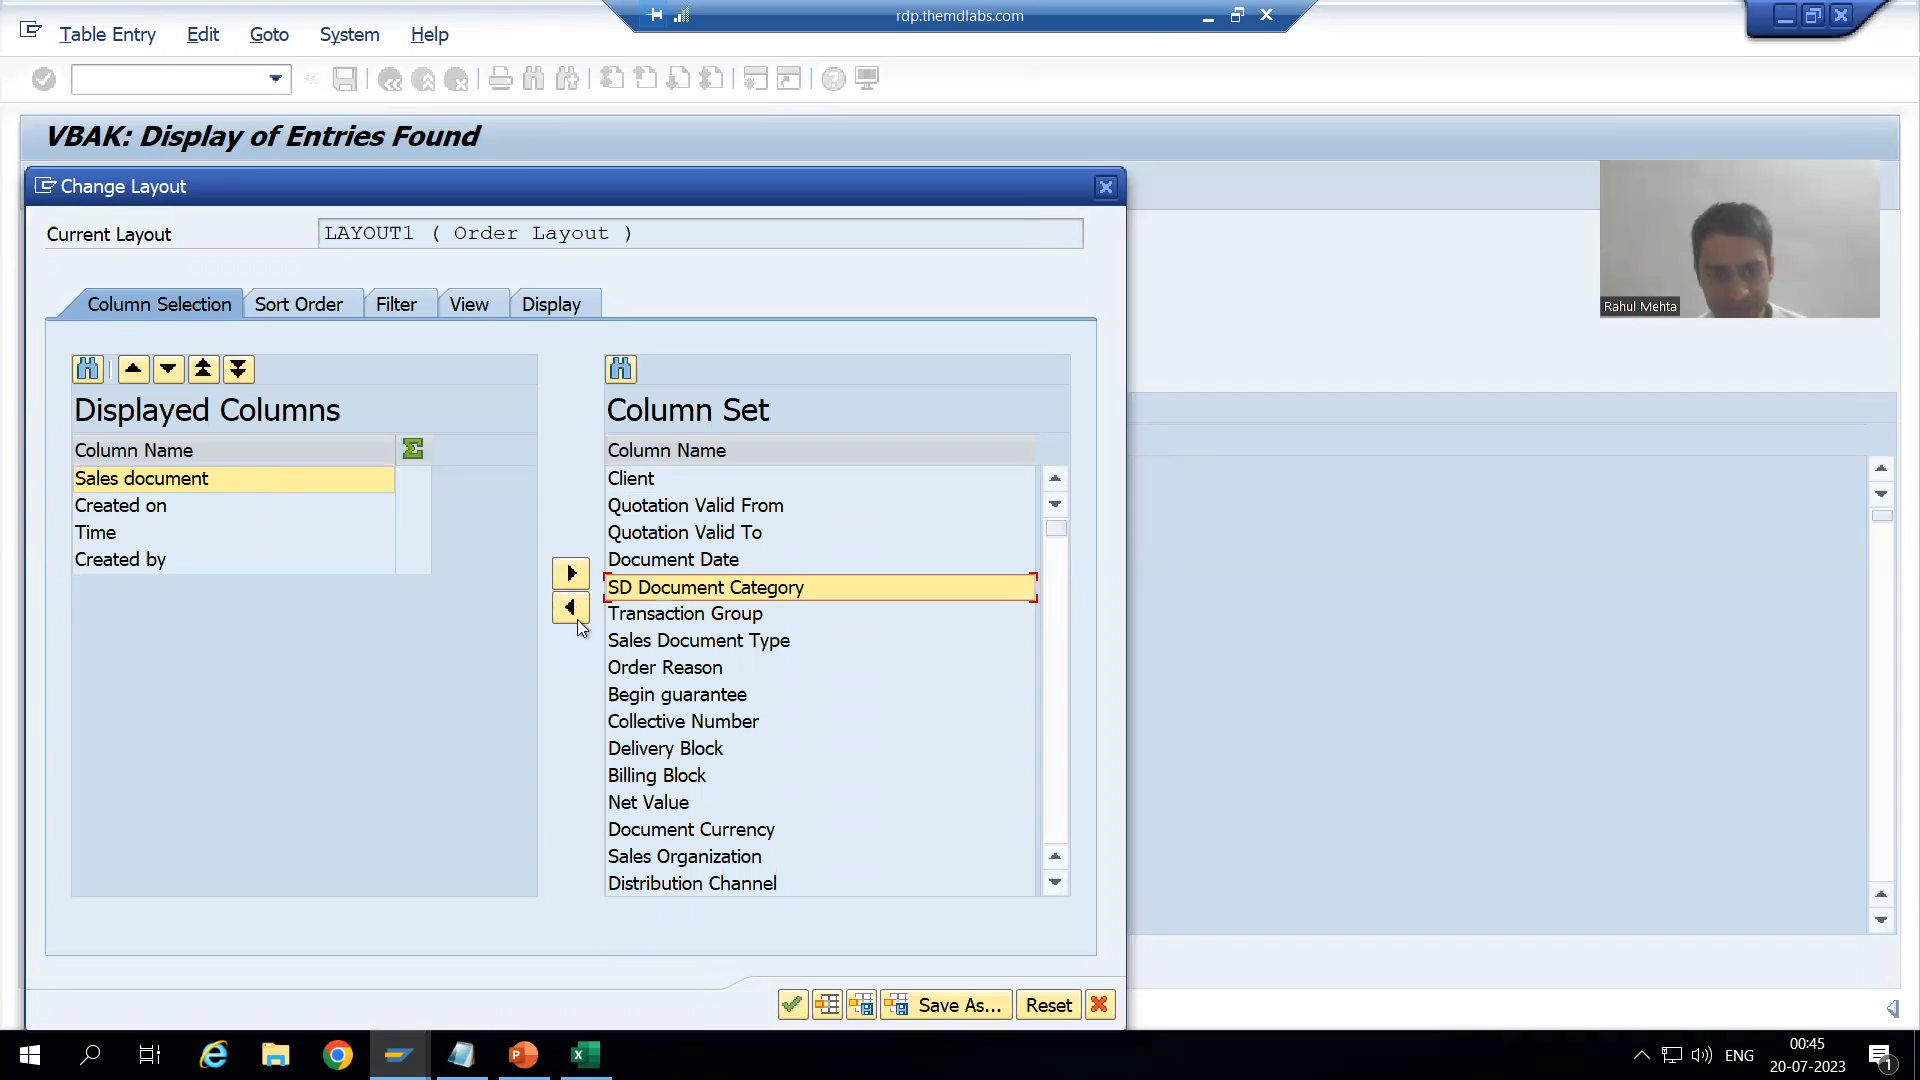 rdp.themdlabs.com
Table Entry Edit Goto System Help
VBAK: Display of Entries Found
Change Layout
Current Layout LAYOUT1 ( Order Layout )
Rahul Mehta
Column Selection Sort Order Filter View Display
Displayed Columns
Column Name
Sales document
Created on
Time
Created by
Column Set
Column Name
Client
Quotation Valid From
Quotation Valid To
Document Date
SD Document Category
Transaction Group
Sales Document Type
Order Reason
Begin guarantee
Collective Number
Delivery Block
Billing Block
Net Value
Document Currency
Sales Organization
Distribution Channel
Save As... Reset
ENG
00:45
20-07-2023
1